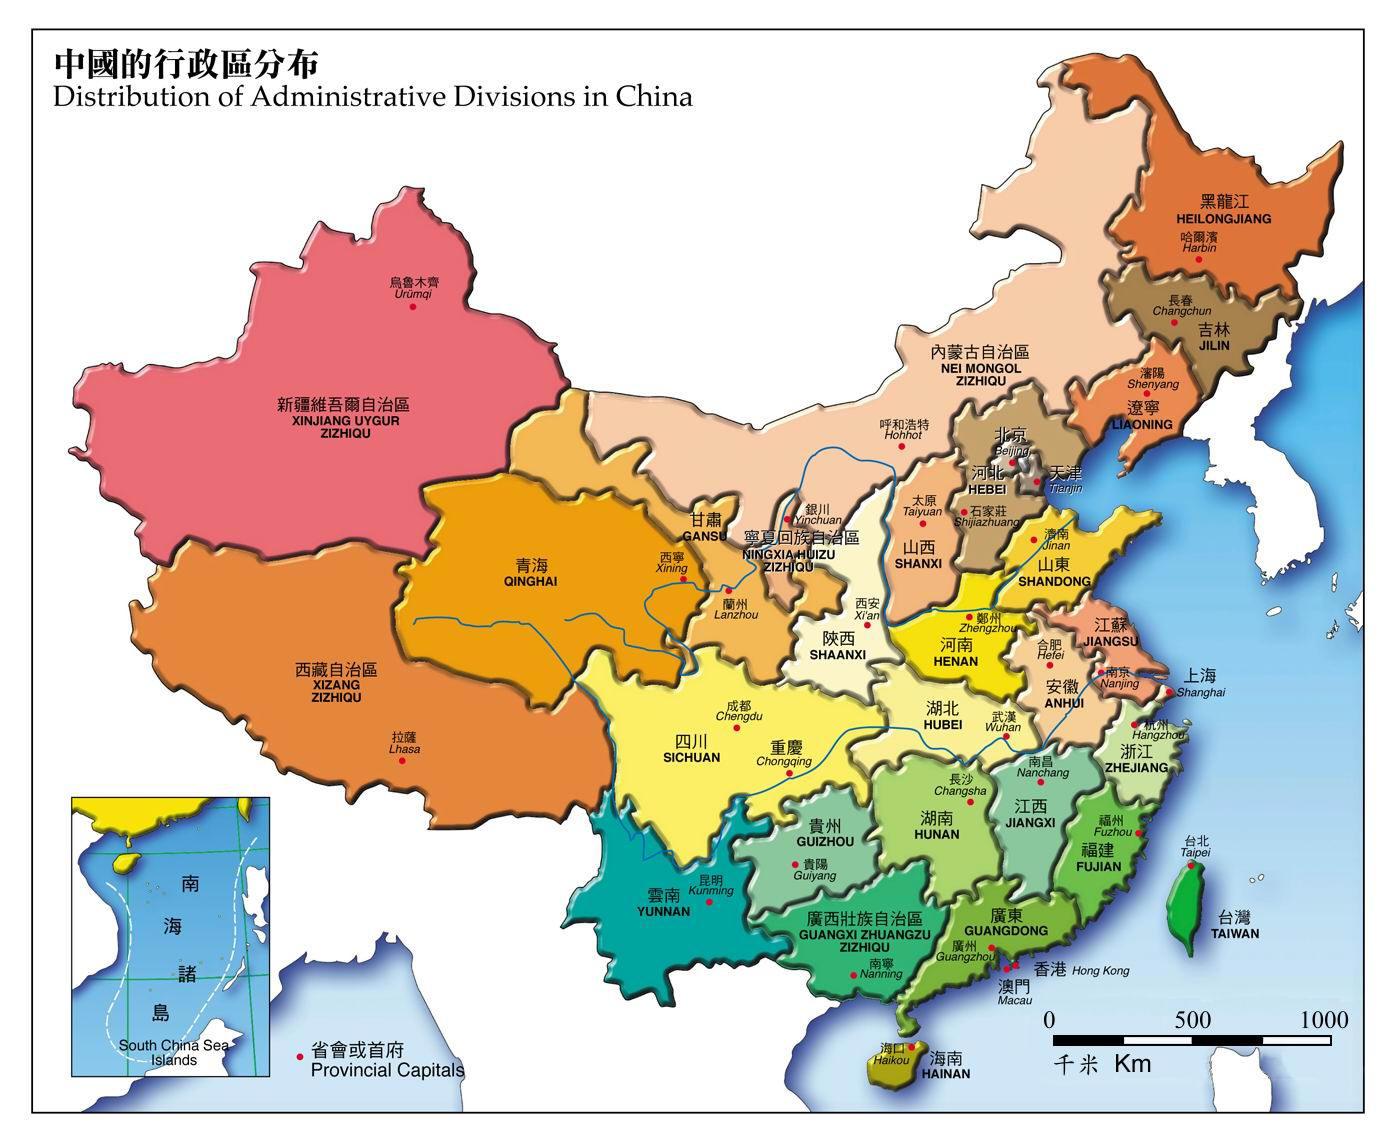 中國的行政區分布
Distribution of Administrative Divisions in China
黑龍江
HEILONGJIANG
哈爾濱
Harbin
長春
Changchun
吉林
JILIN
瀋陽
Shenyang
遼寧
LIAONING
內蒙古自治區
NEI MONGOL
ZIZHIQU
呼和浩特
Hohhot
烏魯木齊
Urümqi
新疆維吾爾自治區
XINJIANG UYGUR
ZIZHIQU
北京
Beijing
天津
Tianjin
河北
HEBEI
石家莊
Shijiazhuang
太原
Taiyuan
山西
SHANXI
濟南
Jinan
山東
SHANDONG
銀川
Yinchuan
寧夏回族自治區
NINGXIA HUIZU
ZIZHIQU
甘肅
GANSU
蘭州
Lanzhou
西寧
Xining
青海
QINGHAI
西安
Xi'an
陝西
SHAANXI
鄭州
Zhengzhou
河南
HENAN
江蘇
JIANGSU
南京
Nanjing
上海
Shanghai
合肥
Hefei
安徽
ANHUI
西藏自治區
XIZANG
ZIZHIQU
拉薩
Lhasa
成都
Chengdu
四川
SICHUAN
重慶
Chongqing
湖北
HUBEI
武漢
Wuhan
杭州
Hangzhou
浙江
ZHEJIANG
南昌
Nanchang
江西
JIANGXI
長沙
Changsha
湖南
HUNAN
貴州
GUIZHOU
貴陽
Guiyang
福州
Fuzhou
福建
FUJIAN
台北
Taipei
台灣
TAIWAN
昆明
Kunming
雲南
YUNNAN
廣西壯族自治區
GUANGXI ZHUANGZU
ZIZHIQU
南寧
Nanning
廣東
GUANGDONG
廣州
Guangzhou
香港 Hong Kong
澳門
Macau
海口
Haikou
海南
HAINAN
南
海
諸
島
South China Sea
Islands
省會或首府
Provincial Capitals
0 500 1000
千米 Km